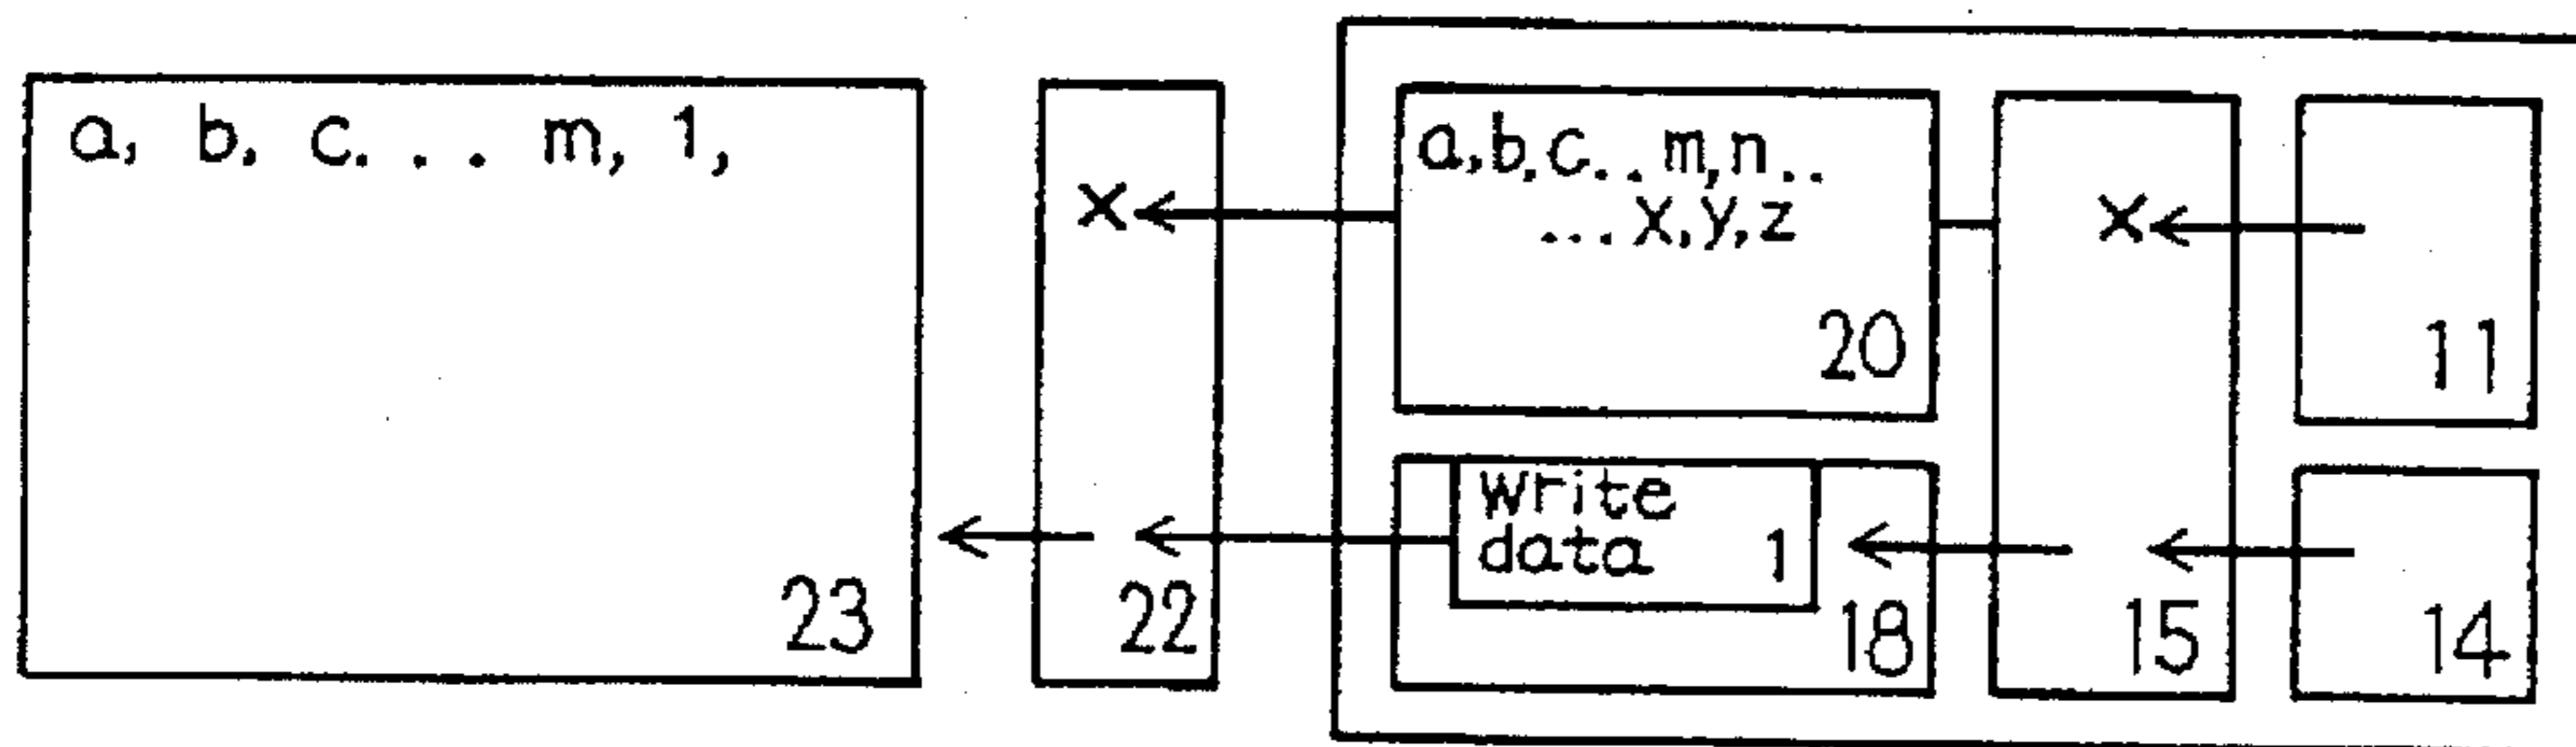 a, b, c. . . m, 1,
23
x
22
a,b,c...m,n..
...x,y,z
20
write
data 1
18
x
15
11
14